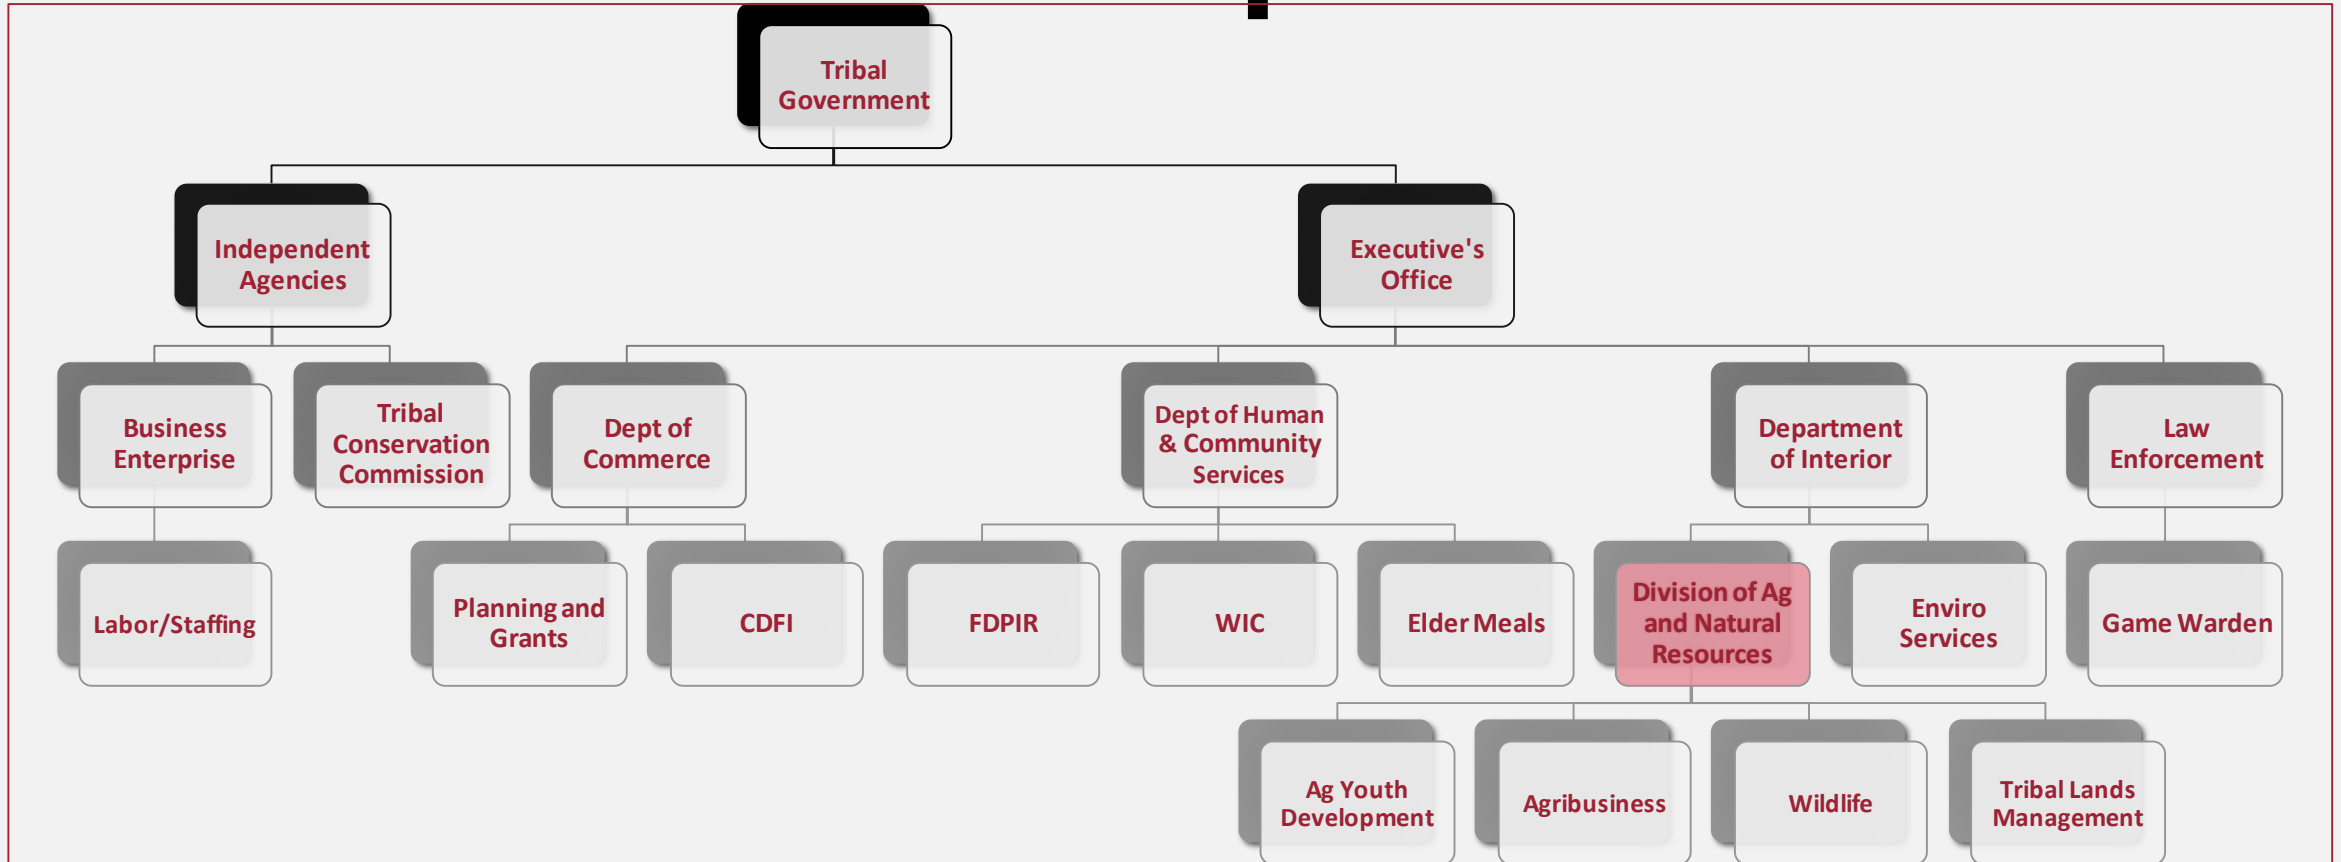 Tribal
Government
Independent
Agencies
Executive's
Office
Business
Enterprise
Tribal
Conservation
Commission
Dept of
Commerce
Dept of Human
& Community
Services
Department
of Interior
Law
Enforcement
Labor/Staffing
Planning and
Grants
CDFI
FDPIR
WIC
Elder Meals
Division of Ag
and Natural
Resources
Enviro
Services
Game Warden
Ag Youth
Development
Agribusiness
Wildlife
Tribal Lands
Management